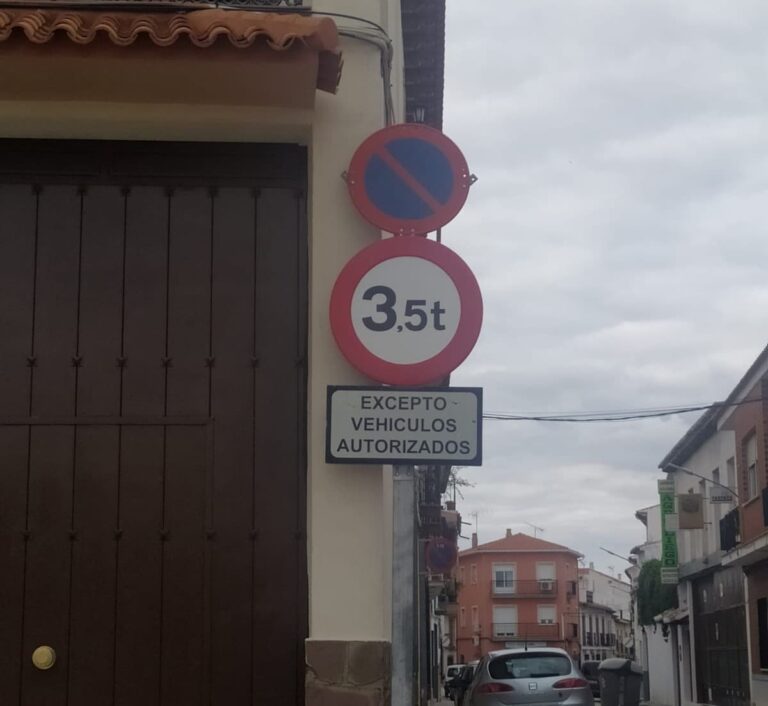 3,5t
EXCEPTO
VEHICULOS
AUTORIZADOS